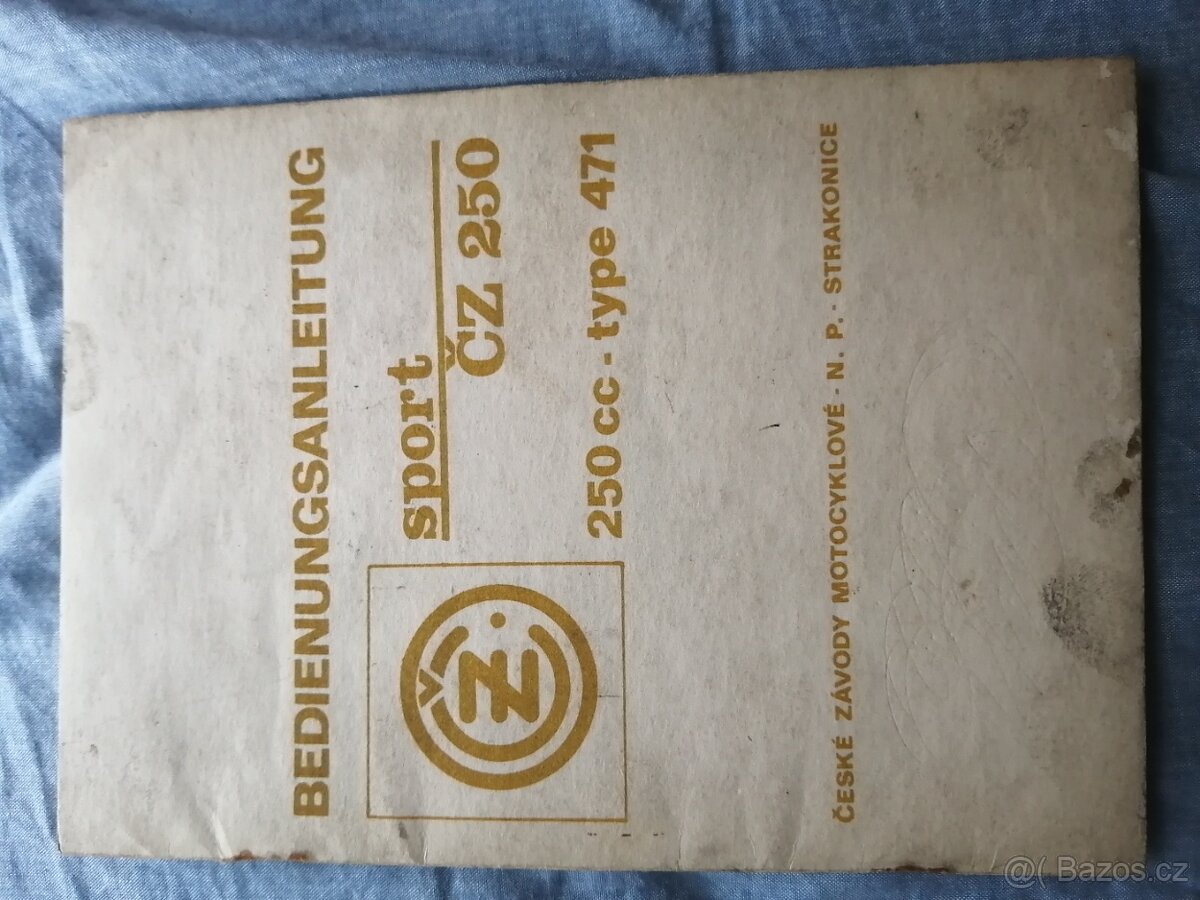 BEDIENUNGSANLEITUNG
sport
ČZ 250
250 cc - type 471
ČZ
ČESKÉ ZÁVODY MOTOCYKLOVÉ - N. P. - STRAKONICE
@( Bazos.cz